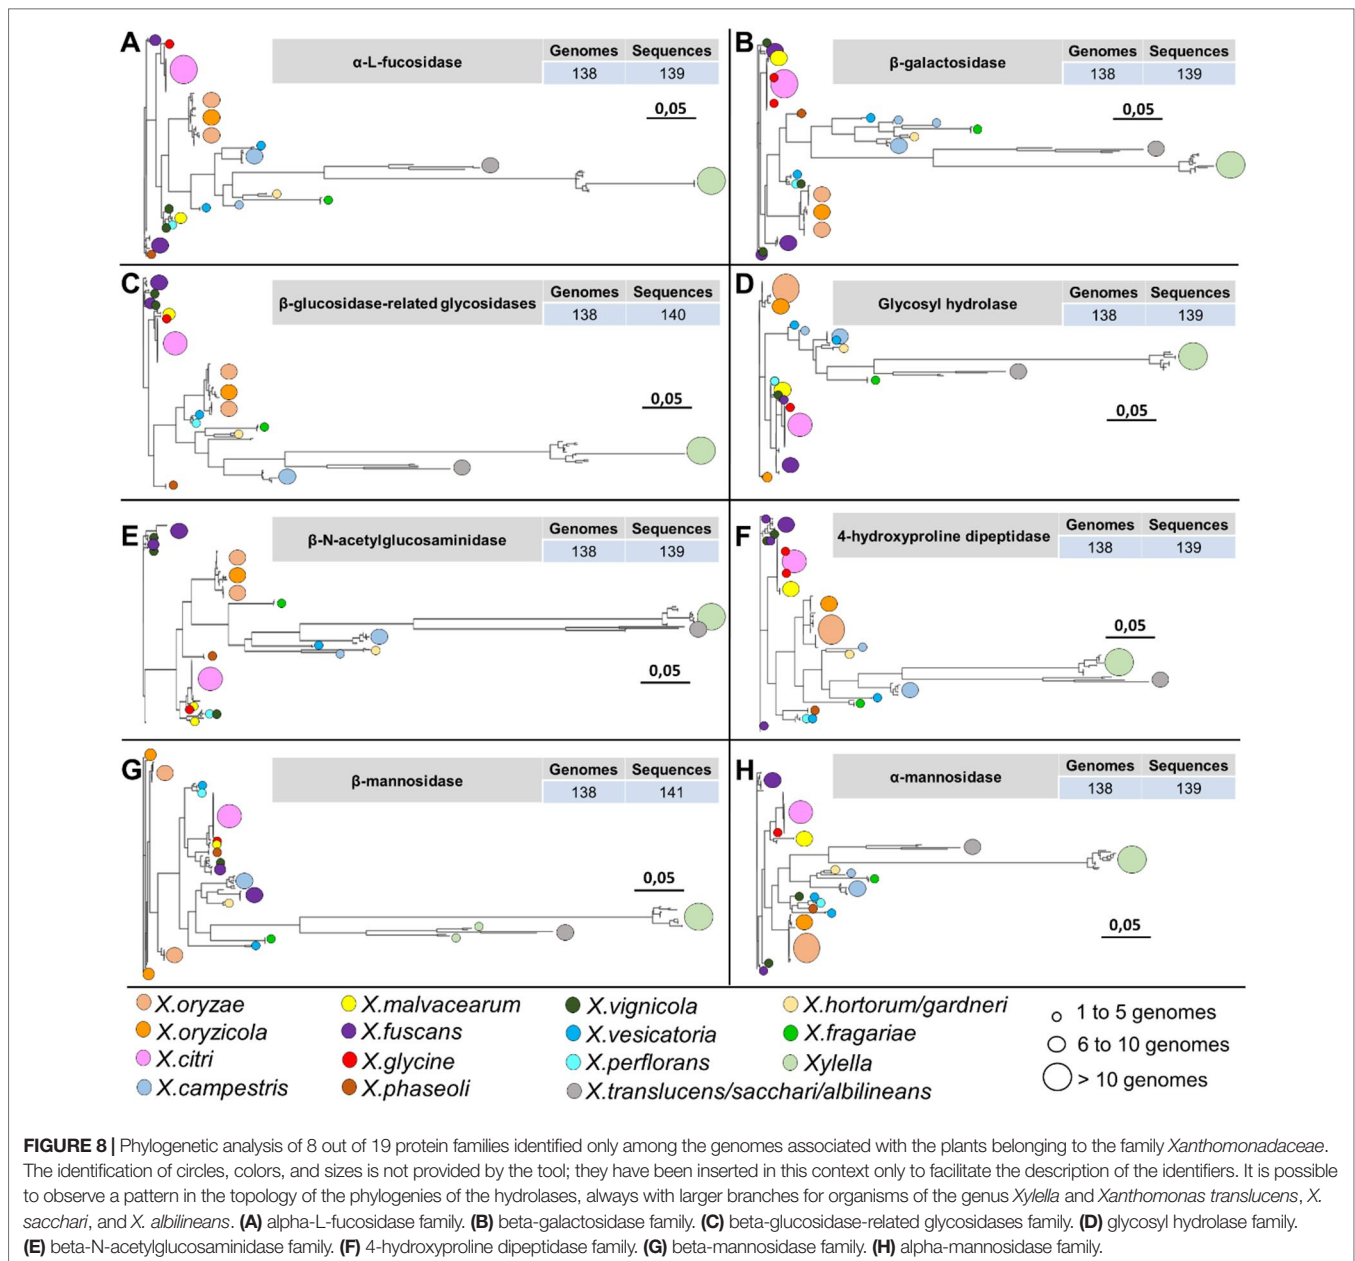 A
α-L-fucosidase
Genomes Sequences
138 139
0,05
B
β-galactosidase
Genomes Sequences
138 139
0,05
C
β-glucosidase-related glycosidases
Genomes Sequences
138 140
0,05
D
Glycosyl hydrolase
Genomes Sequences
138 139
0,05
E
β-N-acetylglucosaminidase
Genomes Sequences
138 139
0,05
F
4-hydroxyproline dipeptidase
Genomes Sequences
138 139
0,05
G
β-mannosidase
Genomes Sequences
138 141
0,05
H
α-mannosidase
Genomes Sequences
138 139
0,05
X.oryzae
X.oryzicola
X.citri
X.campestris
X.malvacearum
X.fuscans
X.glycine
X.phaseoli
X.vignicola
X.vesicatoria
X.perflorans
X.translucens/sacchari/albilineans
X.hortorum/gardneri
X.fragariae
Xylella
1 to 5 genomes
6 to 10 genomes
> 10 genomes
FIGURE 8 | Phylogenetic analysis of 8 out of 19 protein families identified only among the genomes associated with the plants belonging to the family Xanthomonadaceae.
The identification of circles, colors, and sizes is not provided by the tool; they have been inserted in this context only to facilitate the description of the identifiers. It is possible
to observe a pattern in the topology of the phylogenies of the hydrolases, always with larger branches for organisms of the genus Xylella and Xanthomonas translucens, X.
sacchari, and X. albilineans. (A) alpha-L-fucosidase family. (B) beta-galactosidase family. (C) beta-glucosidase-related glycosidases family. (D) glycosyl hydrolase family.
(E) beta-N-acetylglucosaminidase family. (F) 4-hydroxyproline dipeptidase family. (G) beta-mannosidase family. (H) alpha-mannosidase family.